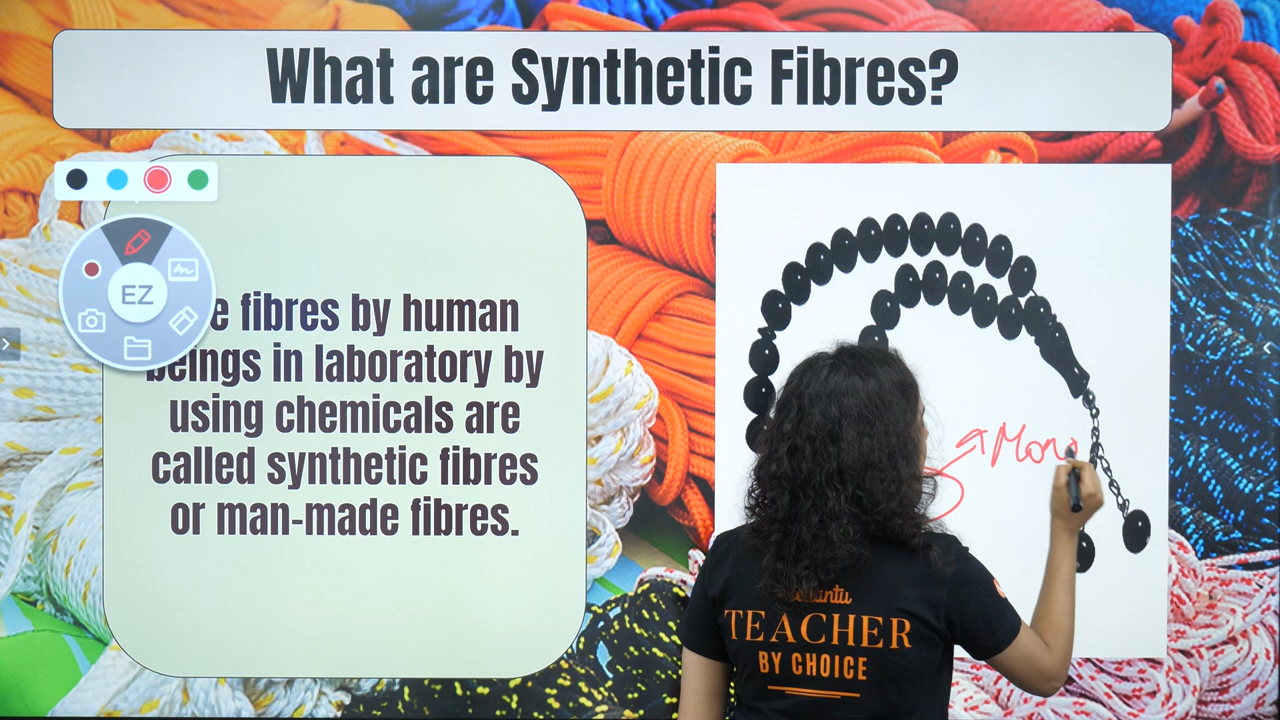 What are Synthetic Fibres?
EZ
fibres by human
beings in laboratory by
using chemicals are
called synthetic fibres
or man-made fibres.
Mono
TEACHER
BY CHOICE